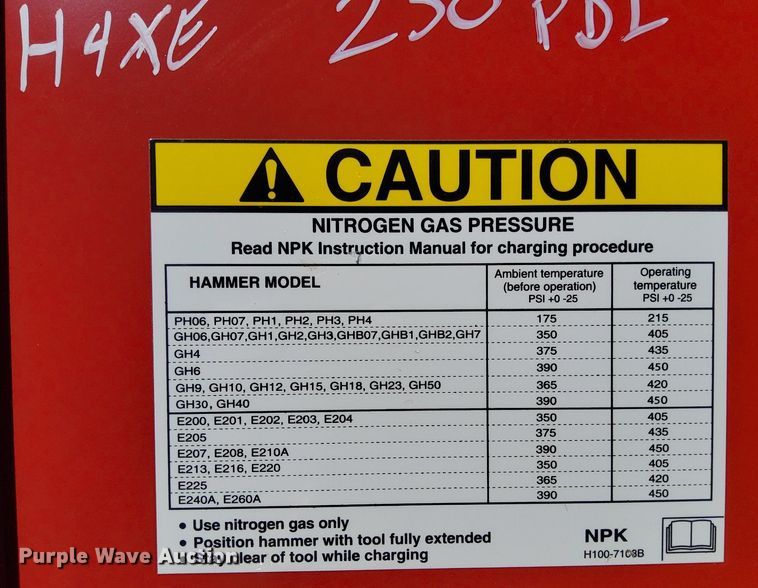 H4XE 250 PDL
CAUTION
NITROGEN GAS PRESSURE
Read NPK Instruction Manual for charging procedure
HAMMER MODEL Ambient temperature (before operation) PSI +0 -25 Operating temperature PSI +0 -25
PH06, PH07, PH1, PH2, PH3, PH4 175 215
GH06,GH07,GH1,GH2,GH3,GHB07,GHB1,GHB2,GH7 350 405
GH4 375 435
GH6 390 450
GH9, GH10, GH12, GH15, GH18, GH23, GH50 365 420
GH30, GH40 390 450
E200, E201, E202, E203, E204 350 405
E205 375 435
E207, E208, E210A 390 450
E213, E216, E220 350 405
E225 365 420
E240A, E260A 390 450
• Use nitrogen gas only
• Position hammer with tool fully extended
clear of tool while charging
NPK
H100-7108B
Purple Wave Auction